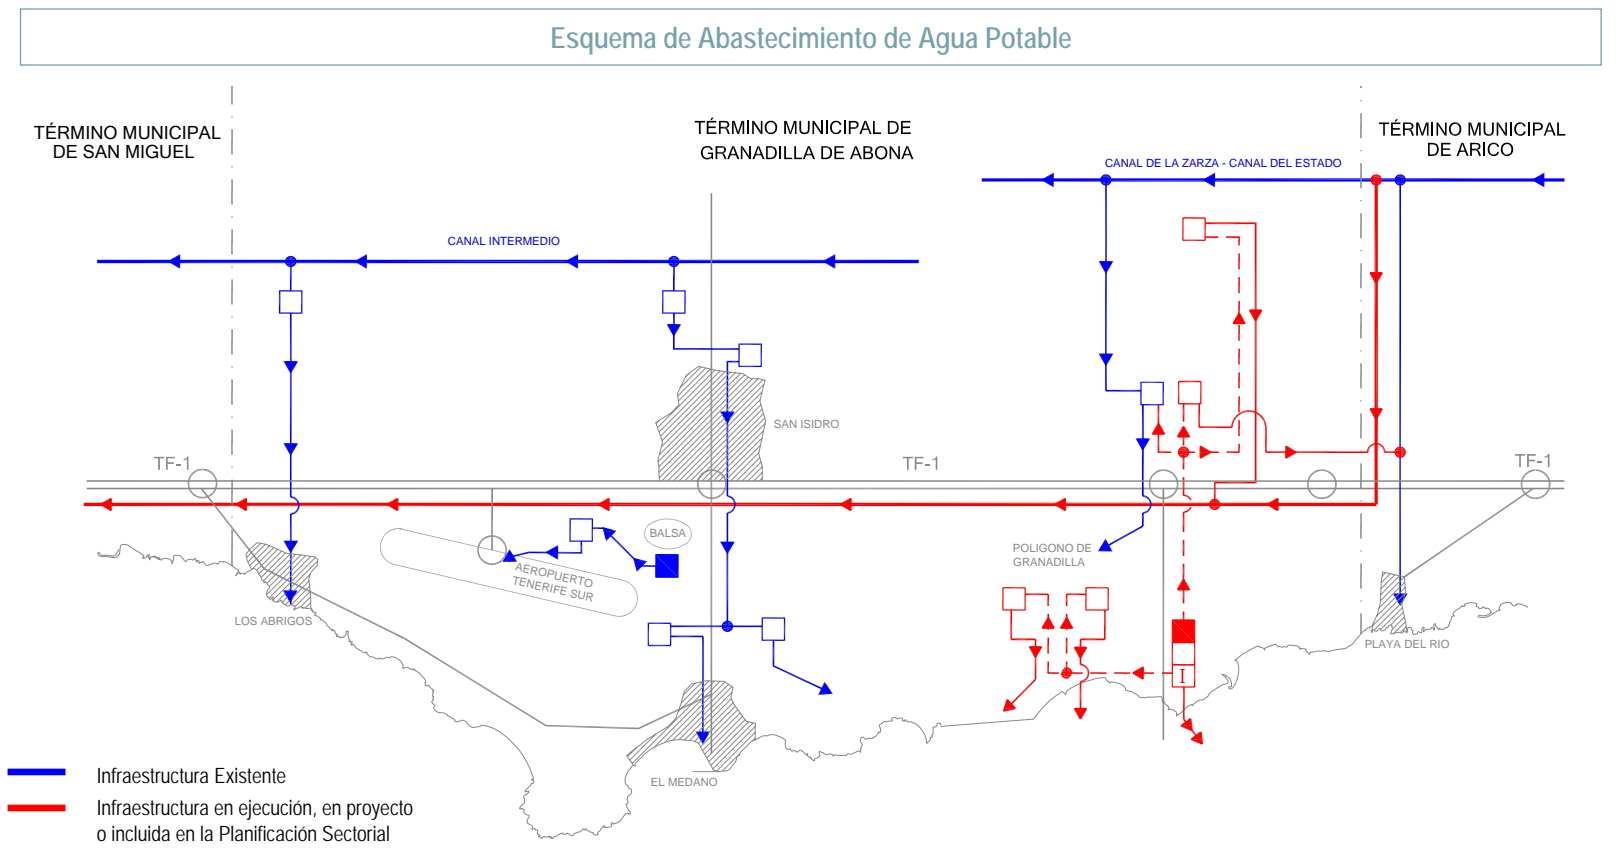 Esquema de Abastecimiento de Agua Potable
TÉRMINO MUNICIPAL
DE SAN MIGUEL
TÉRMINO MUNICIPAL DE
GRANADILLA DE ABONA
TÉRMINO MUNICIPAL
DE ARICO
CANAL DE LA ZARZA - CANAL DEL ESTADO
CANAL INTERMEDIO
SAN ISIDRO
TF-1
TF-1
TF-1
BALSA
AEROPUERTO
TENERIFE SUR
POLIGONO DE
GRANADILLA
LOS ABRIGOS
PLAYA DEL RIO
I
EL MEDANO
Infraestructura Existente
Infraestructura en ejecución, en proyecto
o incluida en la Planificación Sectorial